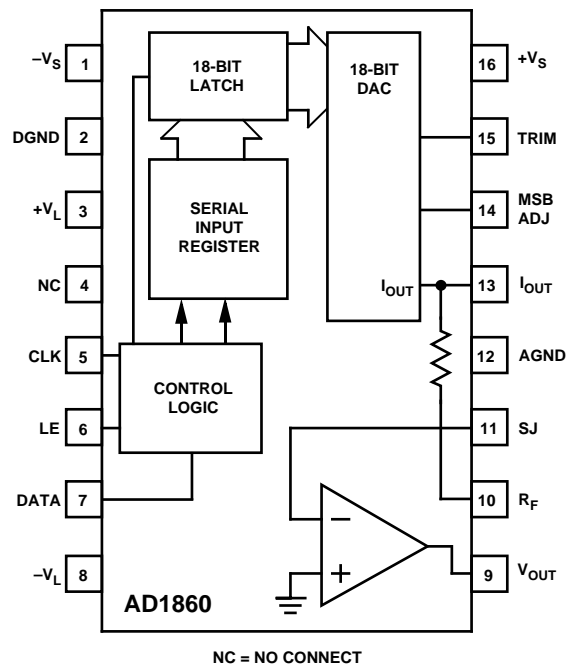 –VS 1
DGND 2
+VL 3
NC 4
CLK 5
LE 6
DATA 7
–VL 8
18-BIT
LATCH
SERIAL
INPUT
REGISTER
CONTROL
LOGIC
18-BIT
DAC
IOUT
–
+
AD1860
16 +VS
15 TRIM
14 MSB
ADJ
13 IOUT
12 AGND
11 SJ
10 RF
9 VOUT
NC = NO CONNECT